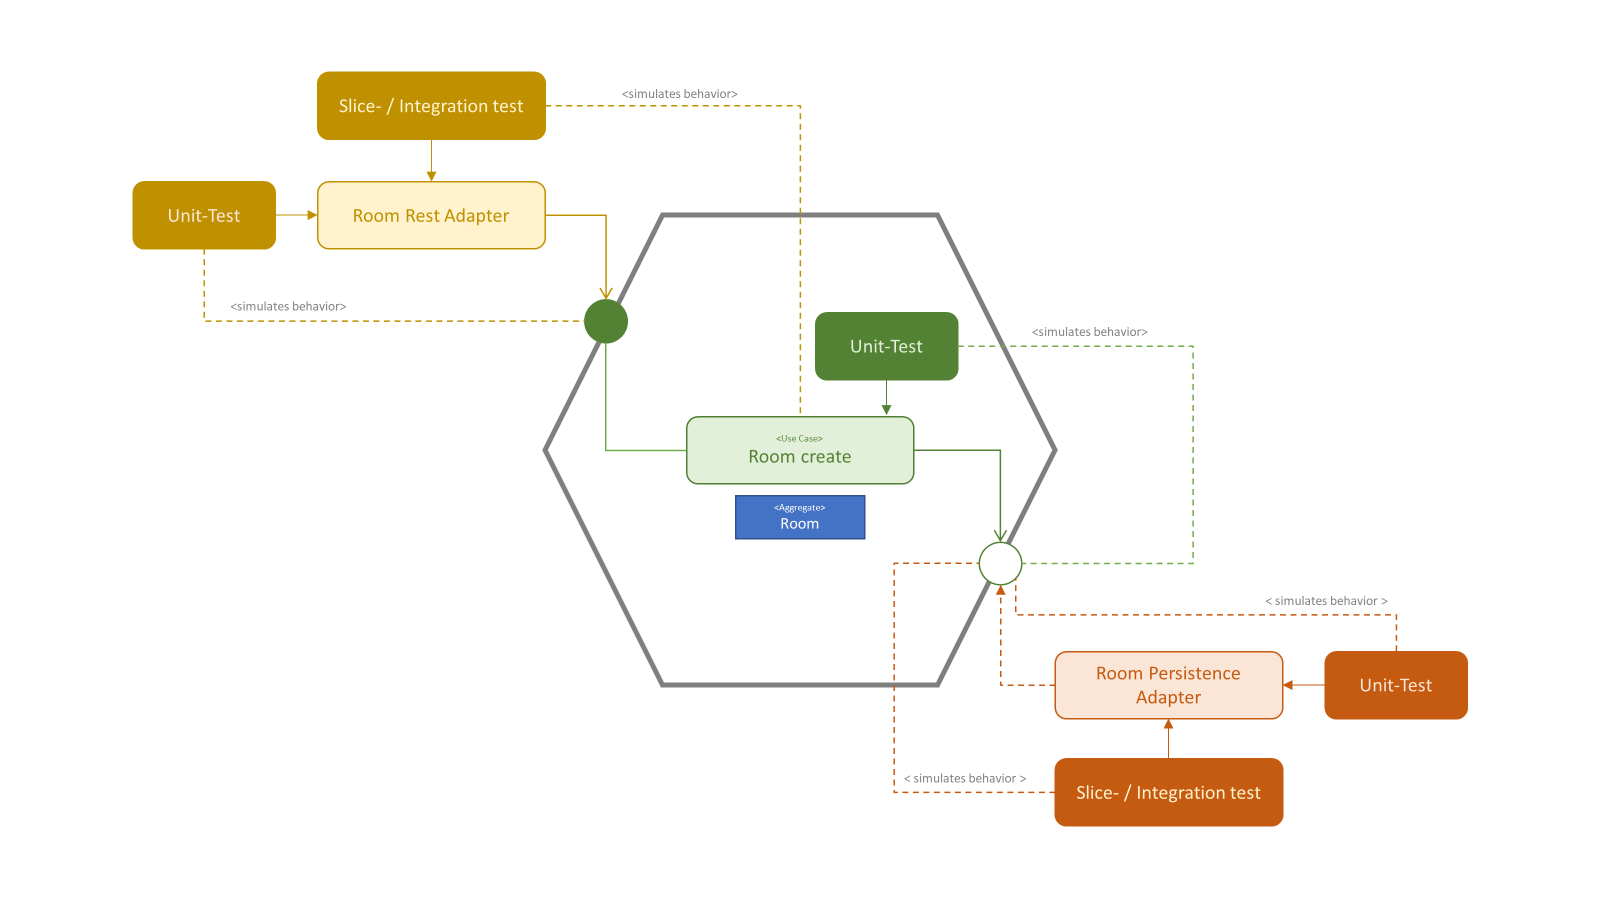 <simulates behavior>
Slice- / Integration test
Unit-Test
Room Rest Adapter
<simulates behavior>
Unit-Test
<simulates behavior>
<Use Case>
Room create
<Aggregate>
Room
< simulates behavior >
Room Persistence
Adapter
Unit-Test
< simulates behavior >
Slice- / Integration test